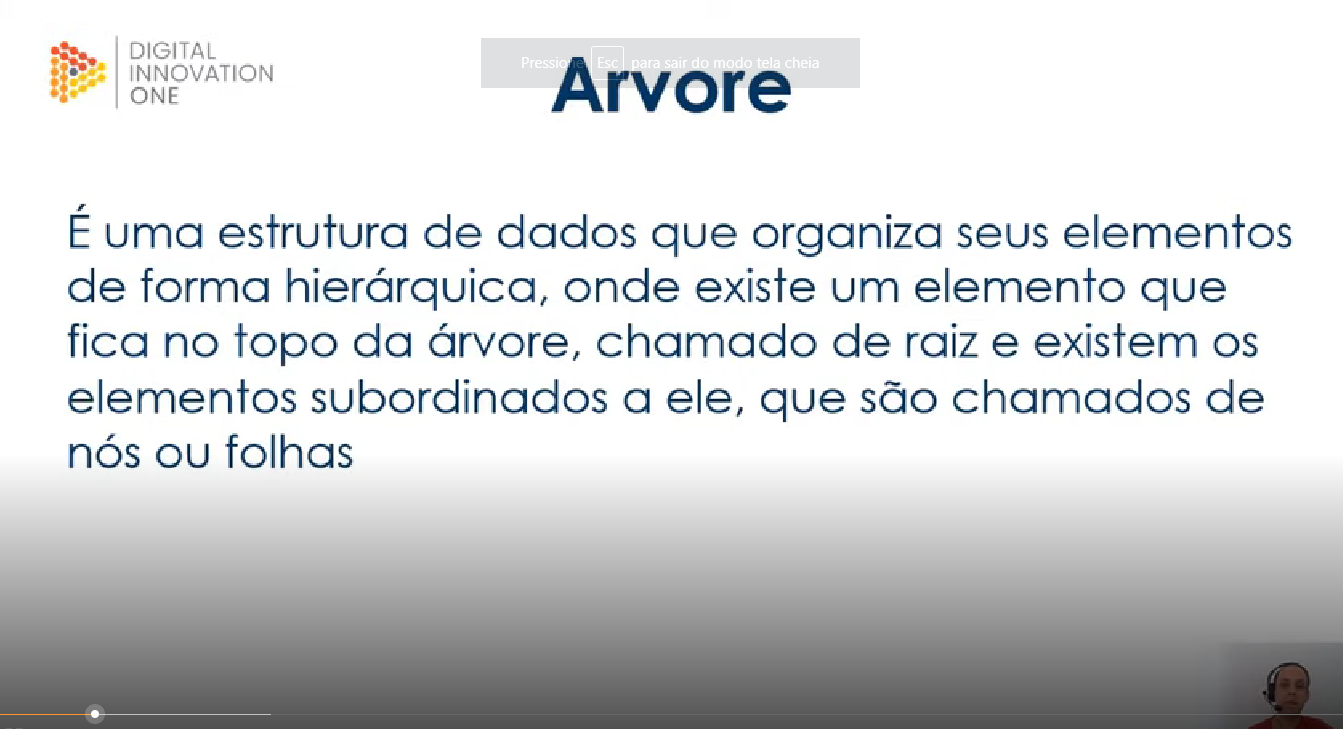 DIGITAL
INNOVATION
ONE
Pressione Esc para sair do modo tela cheia
Árvore
É uma estrutura de dados que organiza seus elementos
de forma hierárquica, onde existe um elemento que
fica no topo da árvore, chamado de raiz e existem os
elementos subordinados a ele, que são chamados de
nós ou folhas